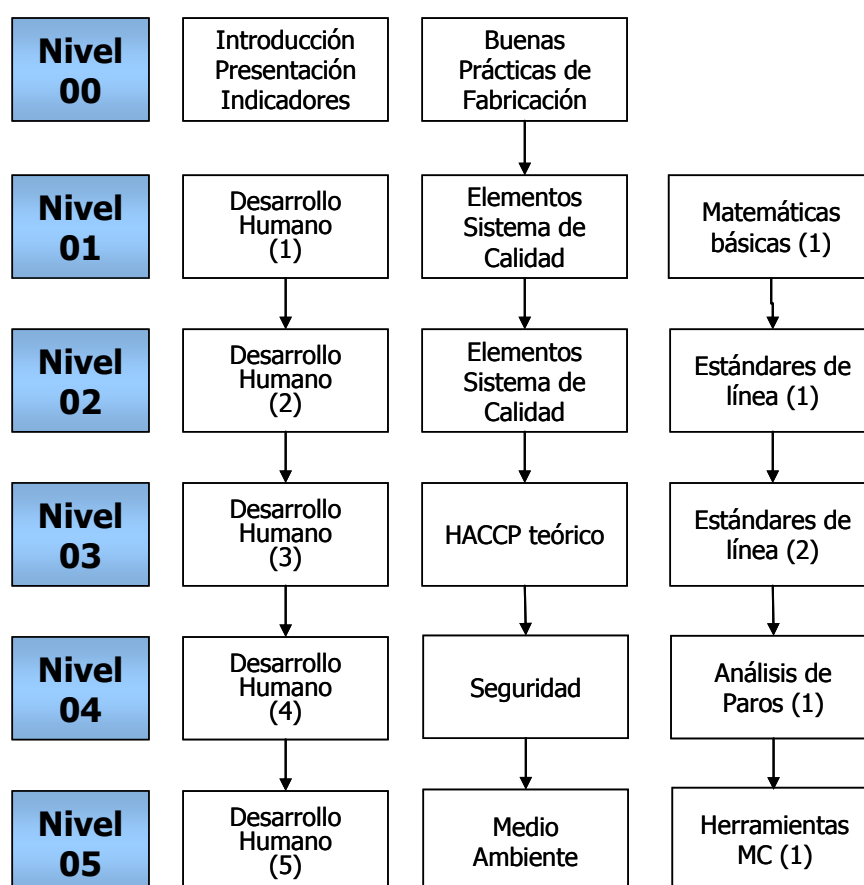 Nivel
00
Introducción
Presentación
Indicadores
Buenas
Prácticas de
Fabricación
Nivel
01
Desarrollo
Humano
(1)
Elementos
Sistema de
Calidad
Matemáticas
básicas (1)
Nivel
02
Desarrollo
Humano
(2)
Elementos
Sistema de
Calidad
Estándares de
línea (1)
Nivel
03
Desarrollo
Humano
(3)
HACCP teórico
Estándares de
línea (2)
Nivel
04
Desarrollo
Humano
(4)
Seguridad
Análisis de
Paros (1)
Nivel
05
Desarrollo
Humano
(5)
Medio
Ambiente
Herramientas
MC (1)